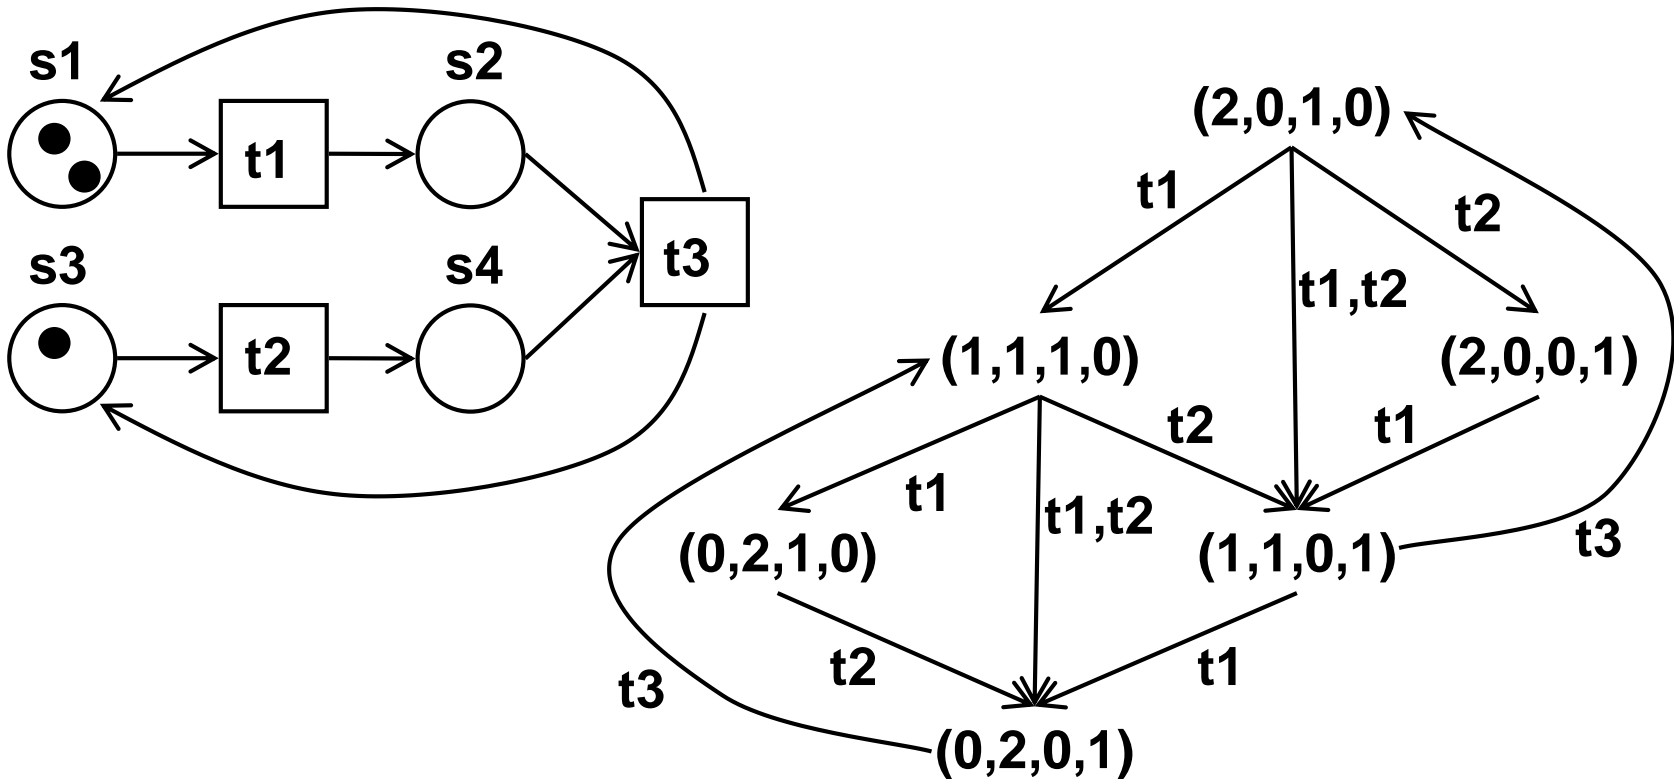 s1
s2
t1
t3
s3
s4
t2
(2,0,1,0)
t1
t2
t1,t2
(1,1,1,0)
(2,0,0,1)
t2
t1
t1
t1,t2
(0,2,1,0)
(1,1,0,1)
t3
t2
t1
t3
(0,2,0,1)